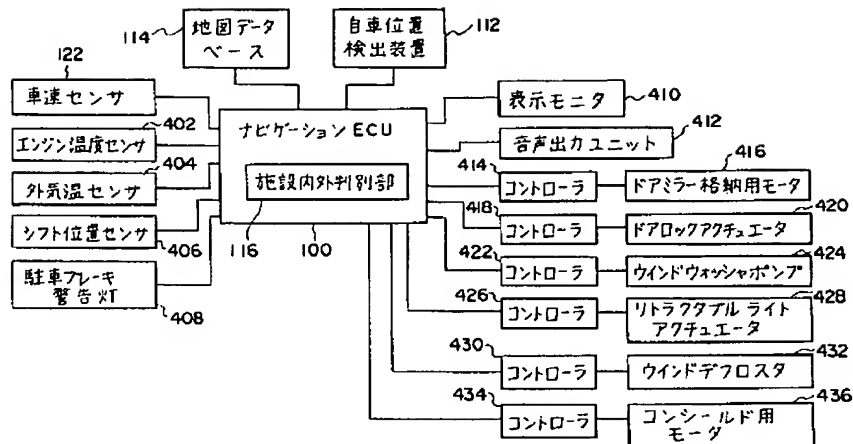 114
地図データ
ベース
自車位置
検出装置
112
122
車速センサ
402
エンジン温度センサ
404
外気温センサ
シフト位置センサ
406
駐車ブレーキ
警告灯
408
ナビゲーションECU
施設内外判別部
116
100
表示モニタ
410
音声出力ユニット
412
414
コントローラ
416
ドアミラー格納用モータ
418
コントローラ
420
ドアロックアクチュエータ
422
コントローラ
424
ウインドウォッシャポンプ
426
コントローラ
428
リトラクタブルライト
アクチュエータ
430
コントローラ
432
ウインドデフロスタ
434
コントローラ
436
コンシールド用
モータ